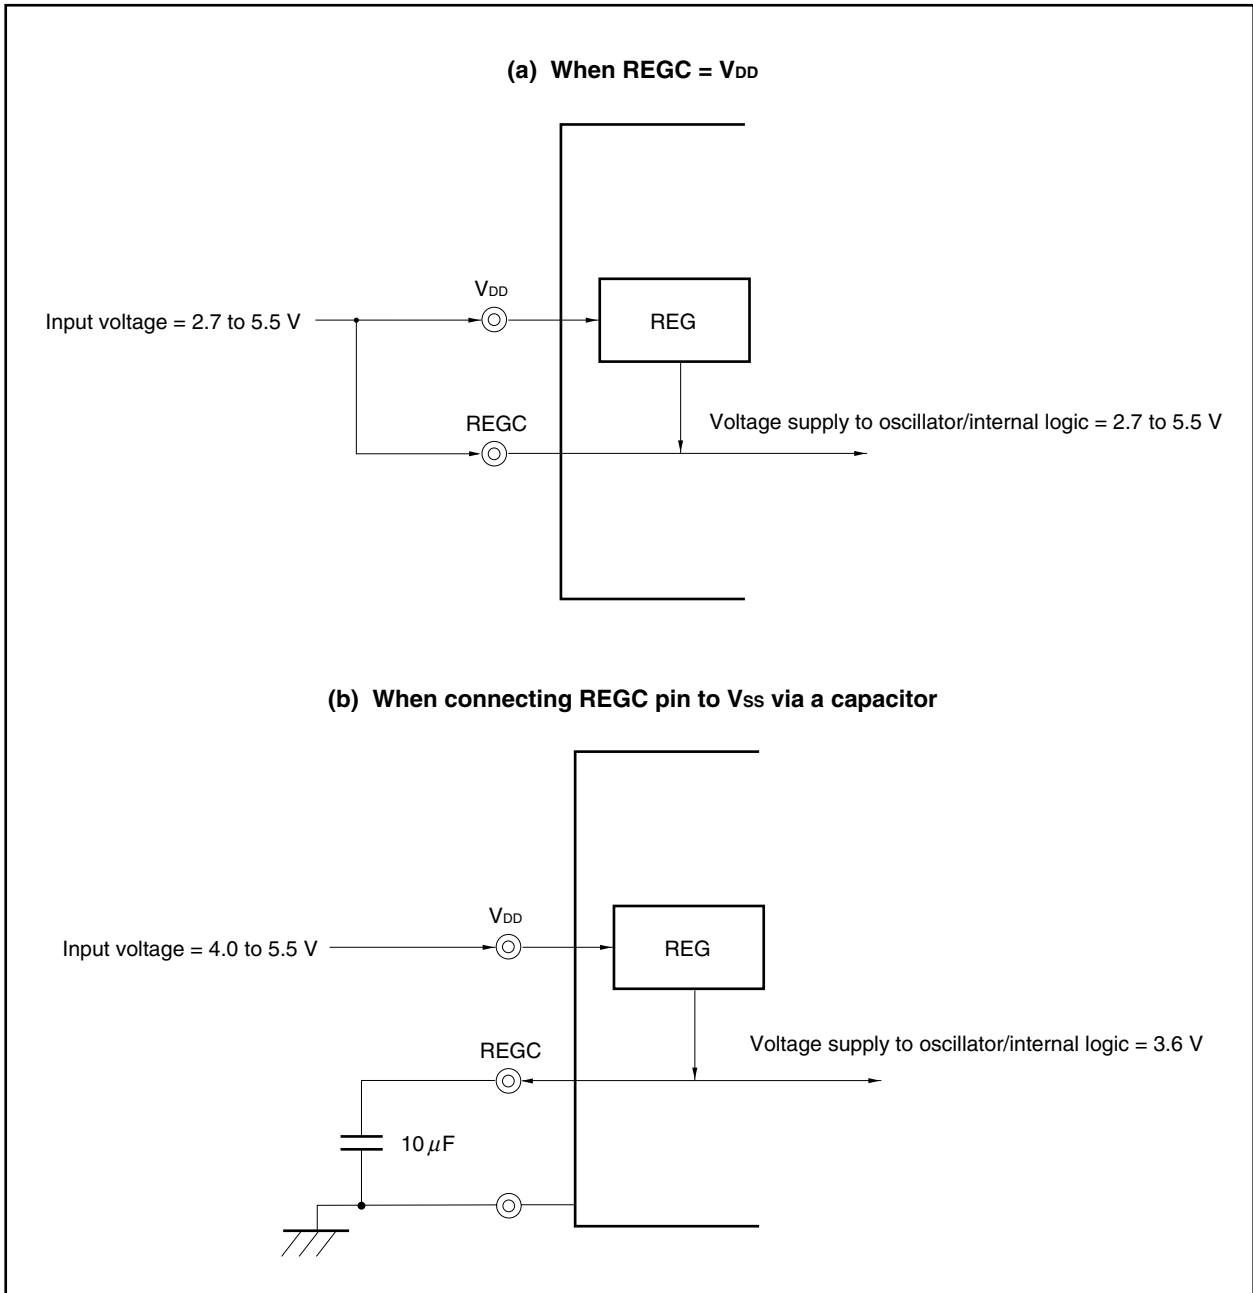 (a) When REGC = VDD
VDD
Input voltage = 2.7 to 5.5 V
REG
REGC
Voltage supply to oscillator/internal logic = 2.7 to 5.5 V
(b) When connecting REGC pin to VSS via a capacitor
VDD
Input voltage = 4.0 to 5.5 V
REG
REGC
Voltage supply to oscillator/internal logic = 3.6 V
10 μF